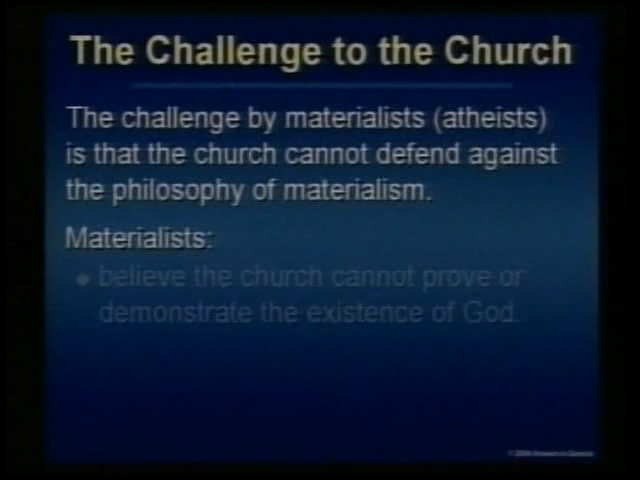 The Challenge to the Church
The challenge by materialists (atheists)
is that the church cannot defend against
the philosophy of materialism.
Materialists:
• believe the church cannot prove or
demonstrate the existence of God.